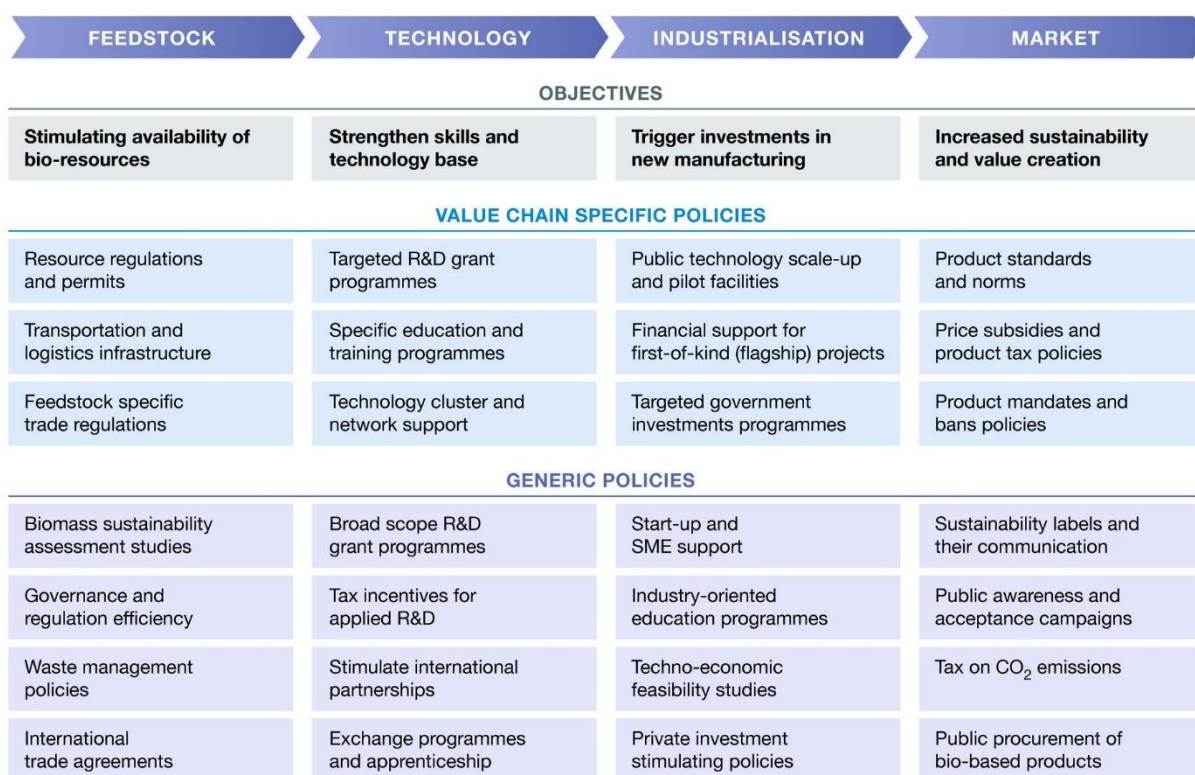 FEEDSTOCK
TECHNOLOGY
INDUSTRIALISATION
MARKET
OBJECTIVES
Stimulating availability of
bio-resources
Strengthen skills and
technology base
Trigger investments in
new manufacturing
Increased sustainability
and value creation
VALUE CHAIN SPECIFIC POLICIES
Resource regulations
and permits
Targeted R&D grant
programmes
Public technology scale-up
and pilot facilities
Product standards
and norms
Transportation and
logistics infrastructure
Specific education and
training programmes
Financial support for
first-of-kind (flagship) projects
Price subsidies and
product tax policies
Feedstock specific
trade regulations
Technology cluster and
network support
Targeted government
investments programmes
Product mandates and
bans policies
GENERIC POLICIES
Biomass sustainability
assessment studies
Broad scope R&D
grant programmes
Start-up and
SME support
Sustainability labels and
their communication
Governance and
regulation efficiency
Tax incentives for
applied R&D
Industry-oriented
education programmes
Public awareness and
acceptance campaigns
Waste management
policies
Stimulate international
partnerships
Techno-economic
feasibility studies
Tax on CO₂ emissions
International
trade agreements
Exchange programmes
and apprenticeship
Private investment
stimulating policies
Public procurement of
bio-based products